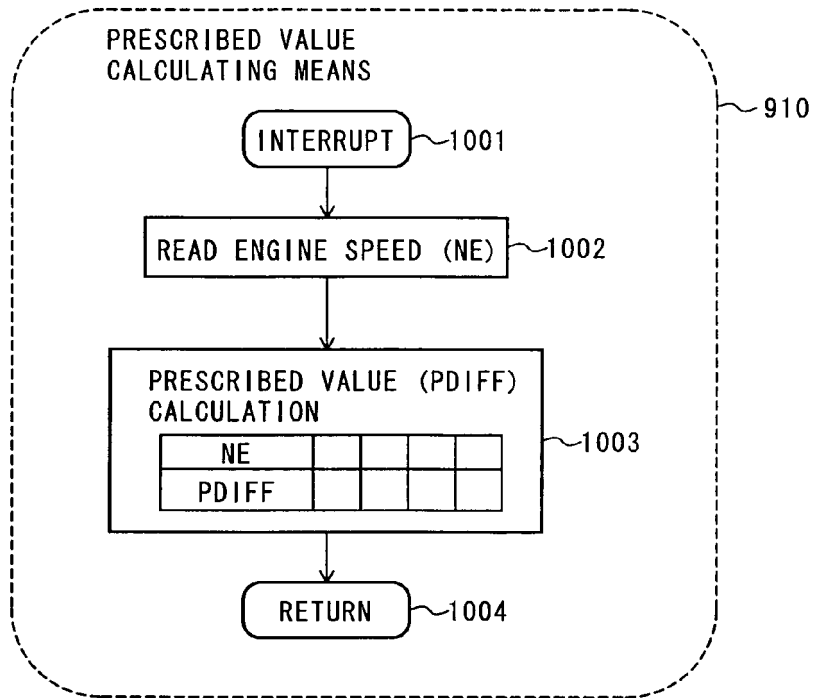 PRESCRIBED VALUE
CALCULATING MEANS
910
INTERRUPT
1001
READ ENGINE SPEED (NE)
1002
PRESCRIBED VALUE (PDIFF)
CALCULATION
NE
PDIFF
1003
RETURN
1004